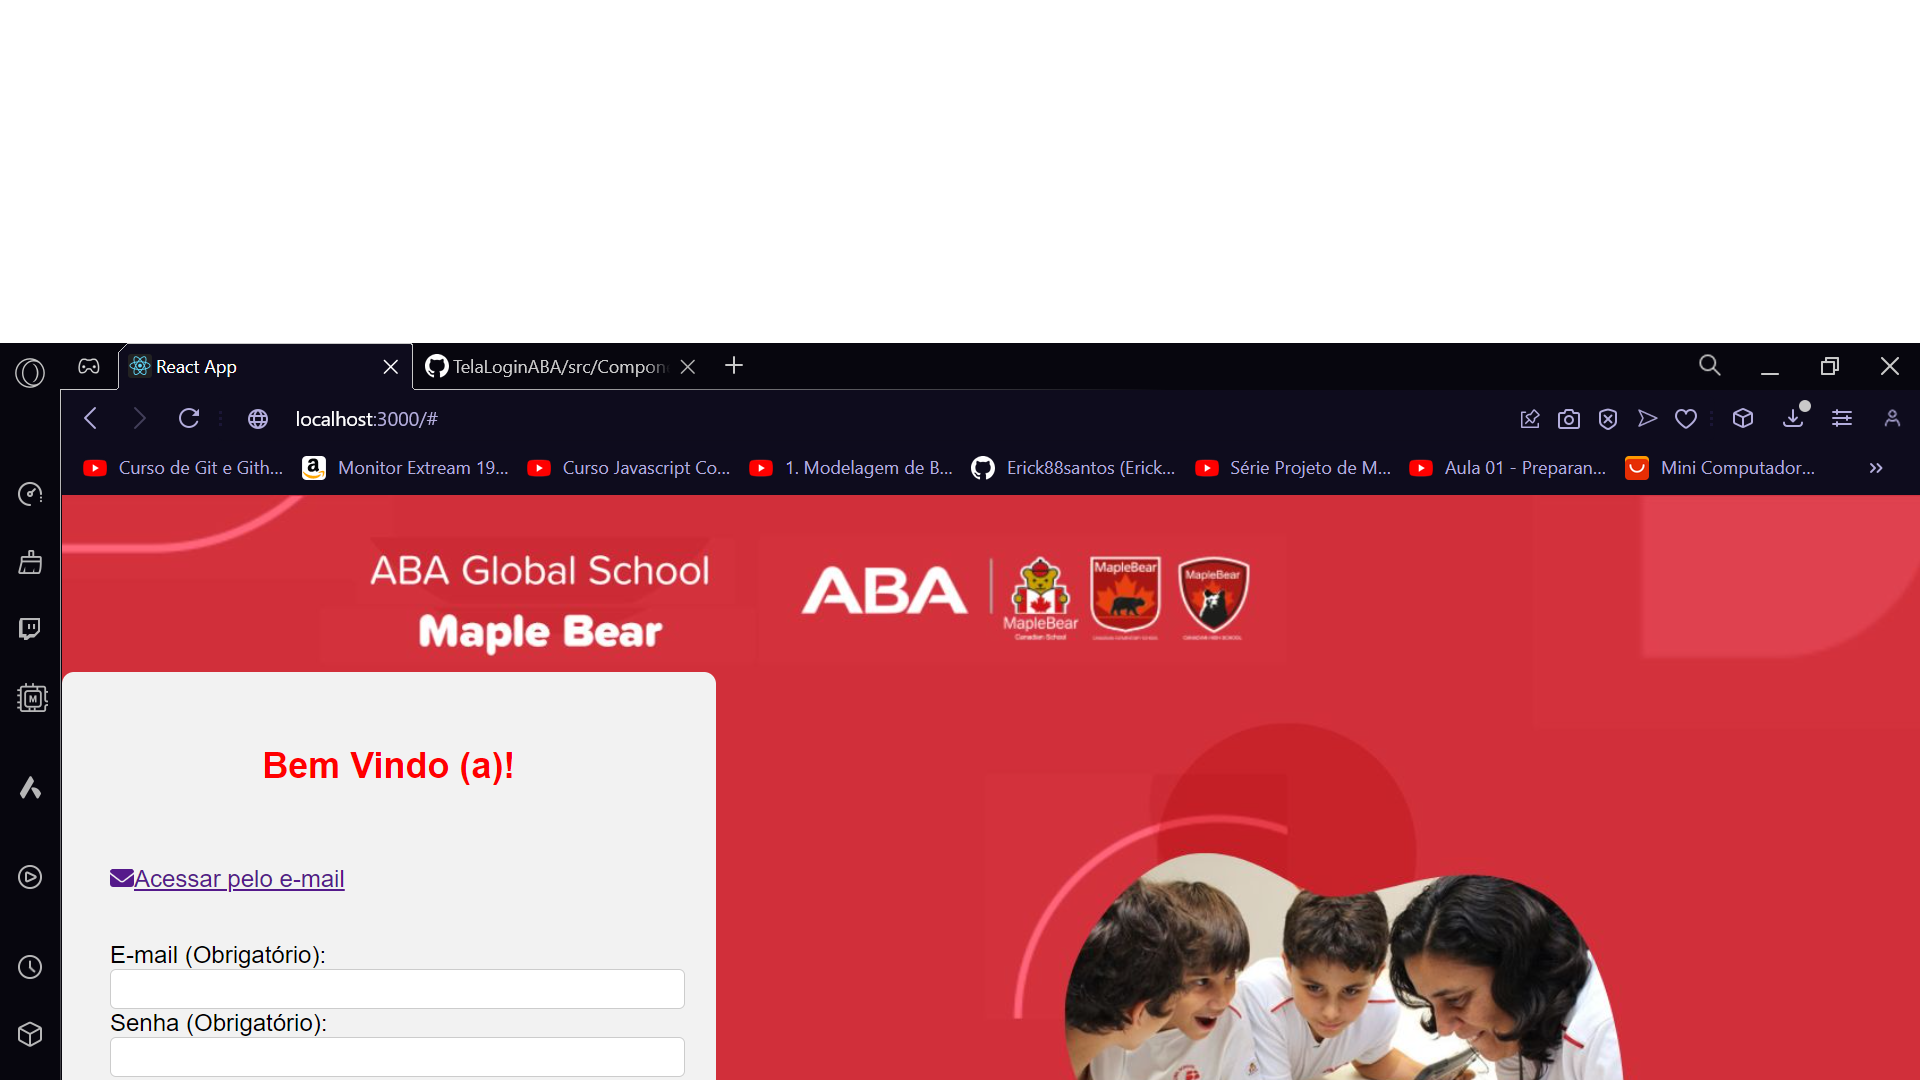 React App
TelaLoginABA/src/Compon
localhost:3000/#
Curso de Git e Gith...
Monitor Extream 19...
Curso Javascript Co...
1. Modelagem de B...
Erick88santos (Erick...
Série Projeto de M...
Aula 01 - Preparan...
Mini Computador...
ABA Global School
Maple Bear
ABA
MapleBear
Canadian School
MapleBear
MapleBear
Bem Vindo (a)!
Acessar pelo e-mail
E-mail (Obrigatório):
Senha (Obrigatório):